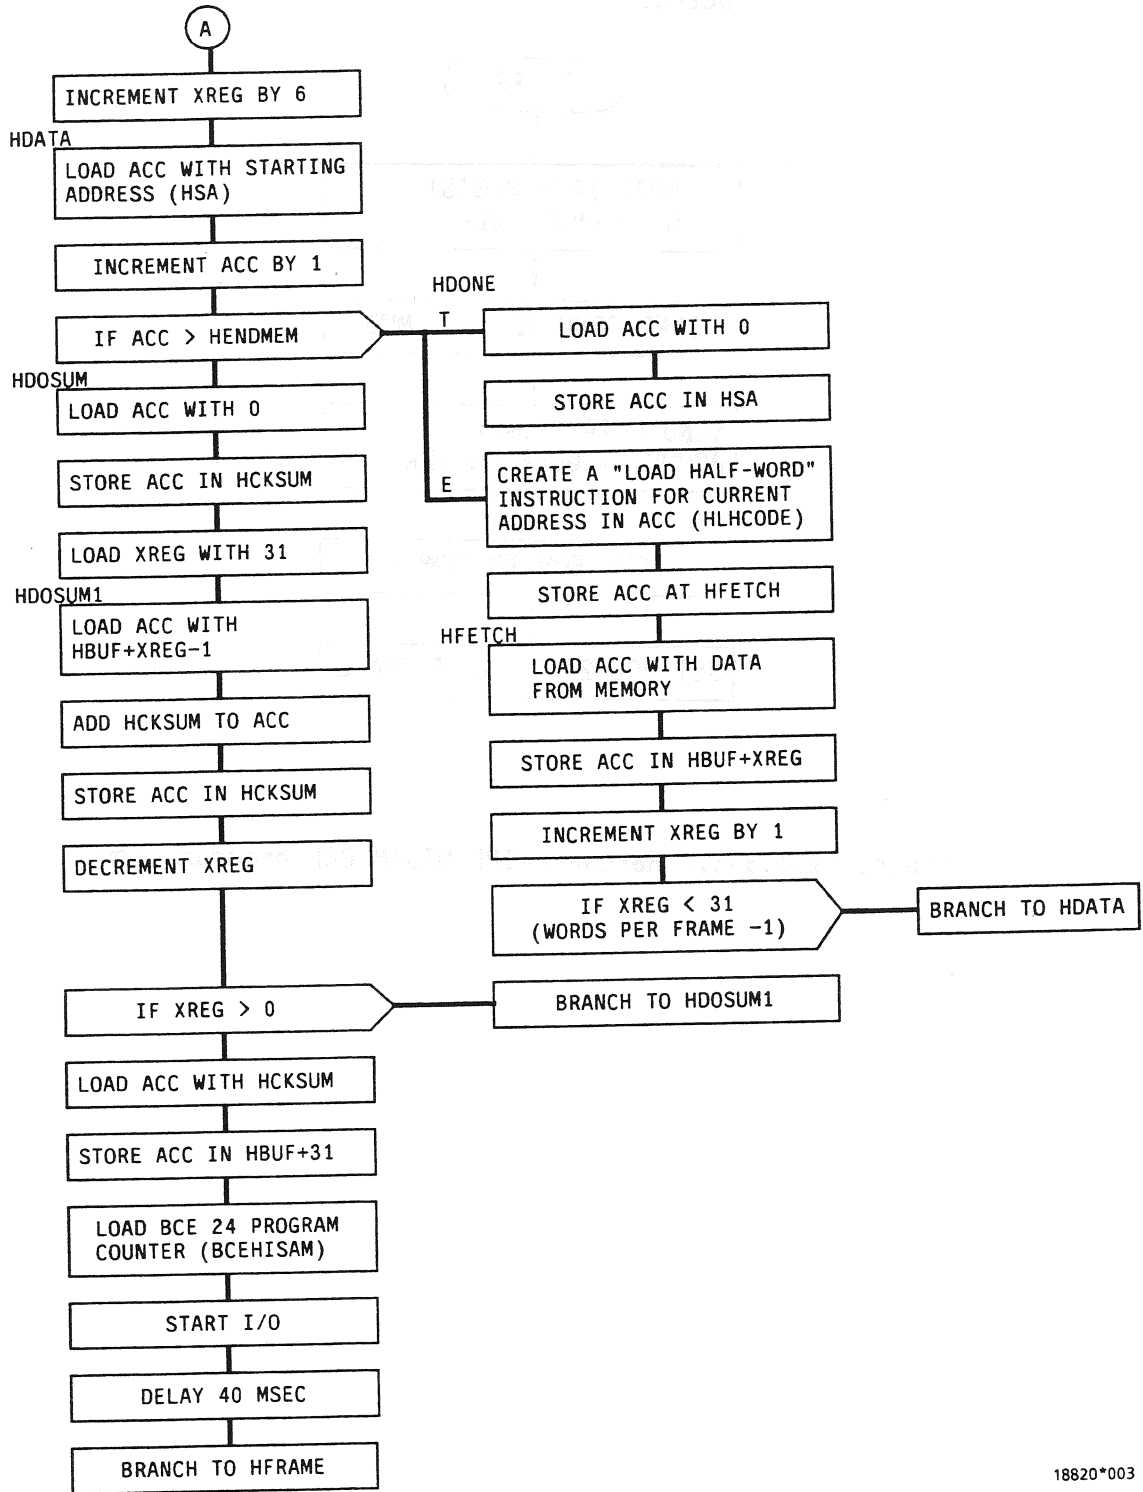 A
INCREMENT XREG BY 6
HDATA
LOAD ACC WITH STARTING
ADDRESS (HSA)
INCREMENT ACC BY 1
IF ACC > HENDMEM
HDOSUM
LOAD ACC WITH 0
STORE ACC IN HCKSUM
LOAD XREG WITH 31
HDOSUM1
LOAD ACC WITH
HBUF+XREG-1
ADD HCKSUM TO ACC
STORE ACC IN HCKSUM
DECREMENT XREG
IF XREG > 0
LOAD ACC WITH HCKSUM
STORE ACC IN HBUF+31
LOAD BCE 24 PROGRAM
COUNTER (BCEHISAM)
START I/O
DELAY 40 MSEC
BRANCH TO HFRAME
HDONE
T
LOAD ACC WITH 0
STORE ACC IN HSA
E
CREATE A "LOAD HALF-WORD"
INSTRUCTION FOR CURRENT
ADDRESS IN ACC (HLHCODE)
STORE ACC AT HFETCH
HFETCH
LOAD ACC WITH DATA
FROM MEMORY
STORE ACC IN HBUF+XREG
INCREMENT XREG BY 1
IF XREG < 31
(WORDS PER FRAME -1)
BRANCH TO HDATA
BRANCH TO HDOSUM1
18820*003